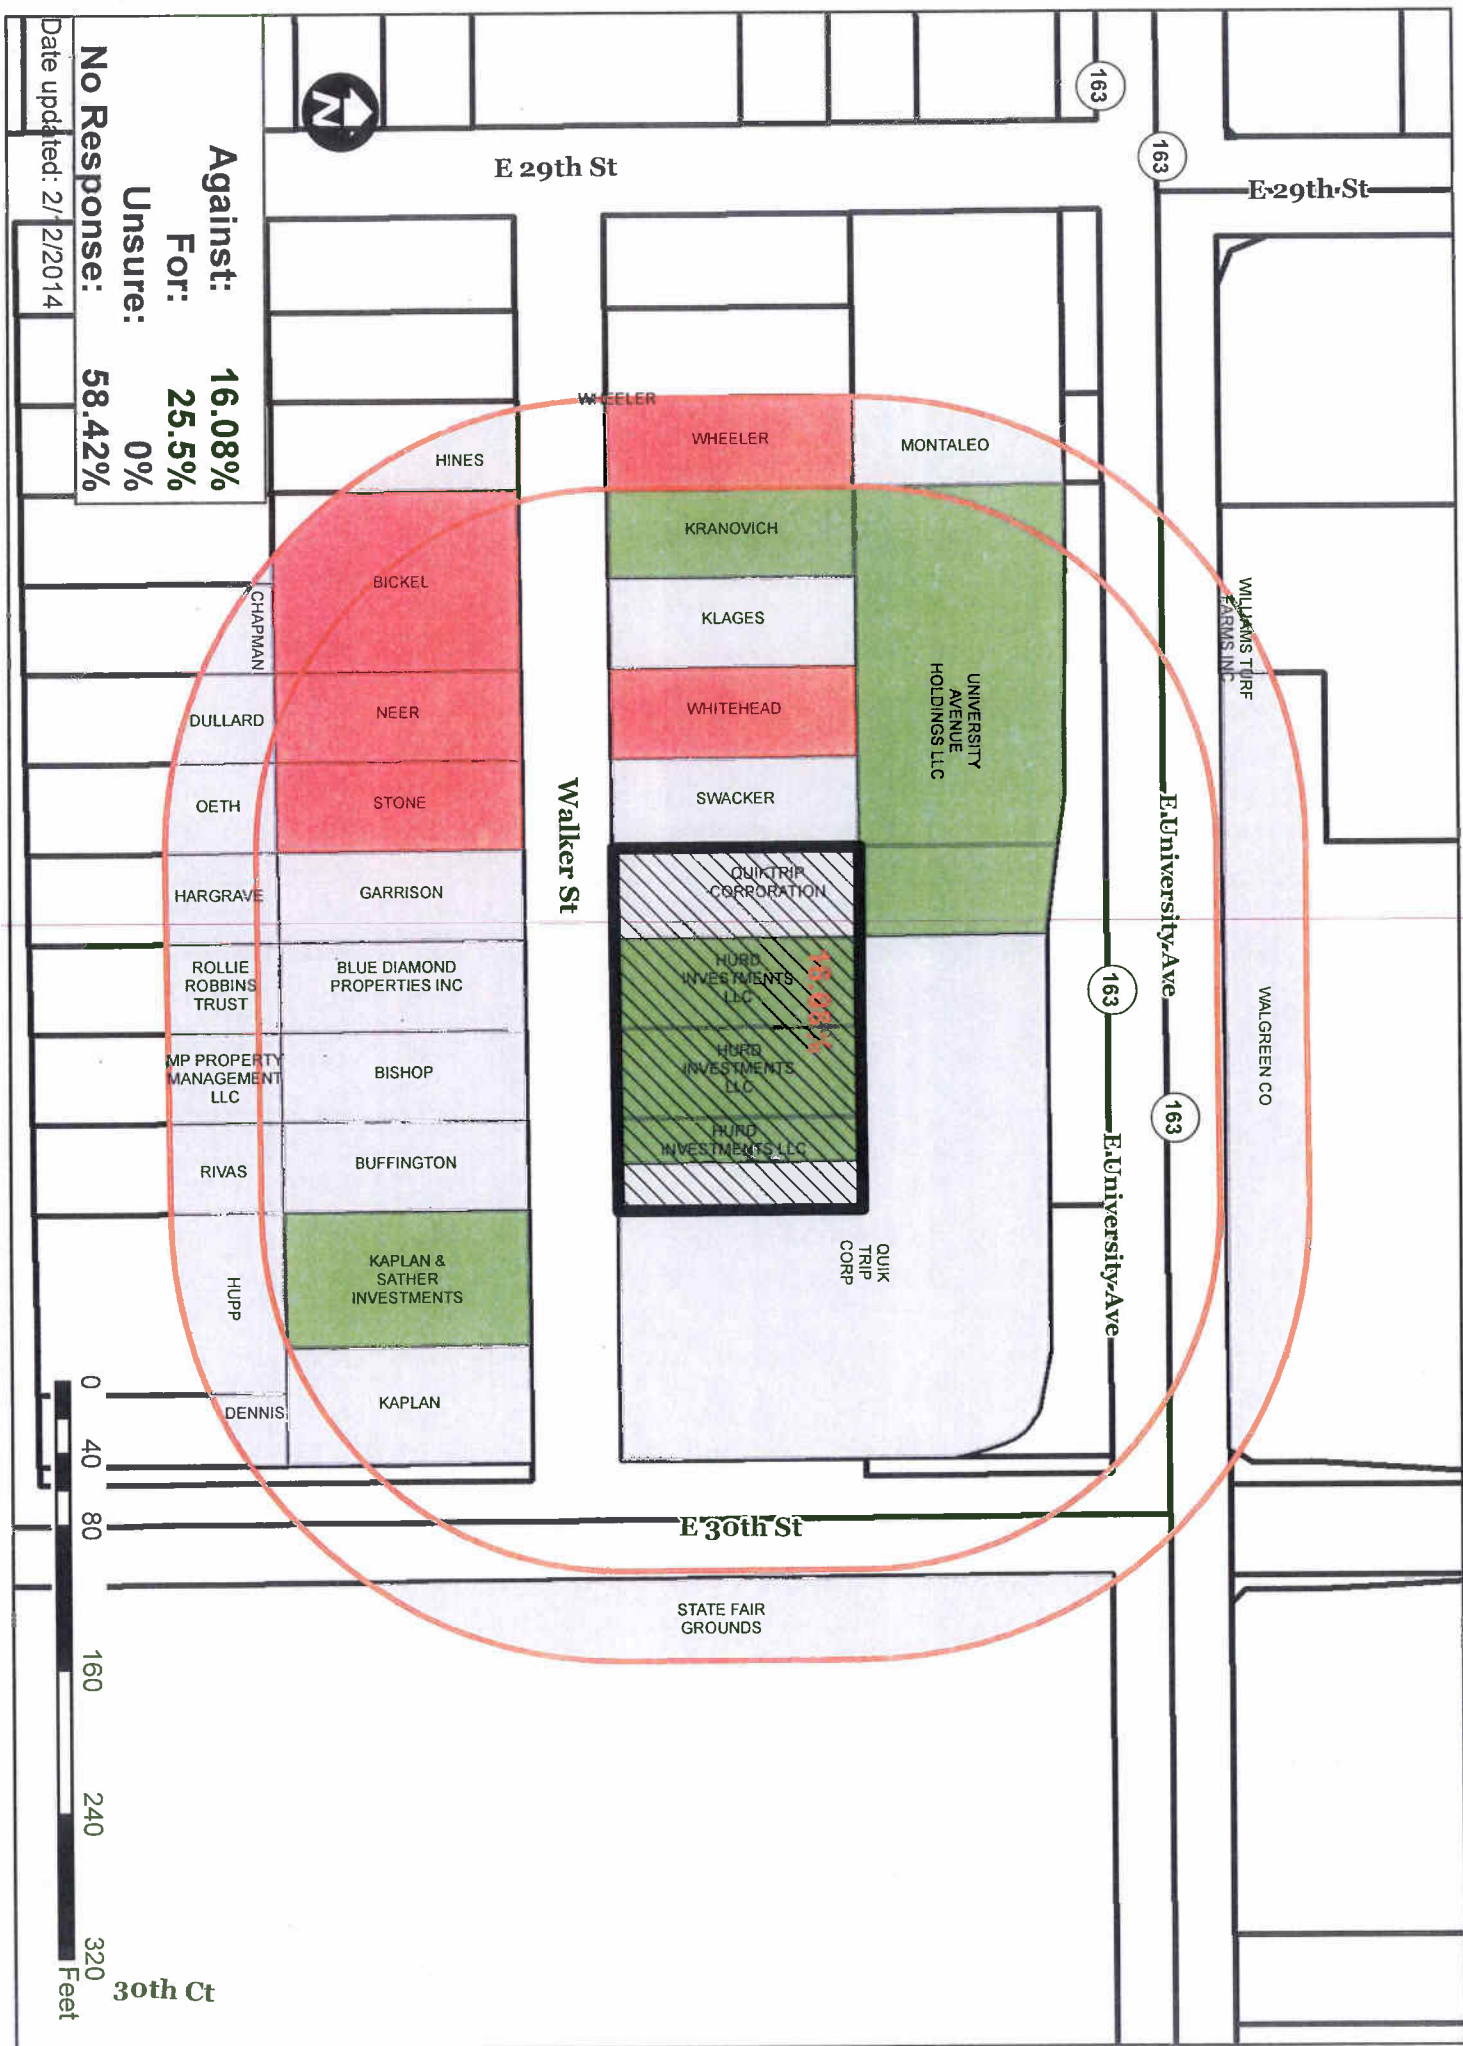 163
163
E 29th St
E 29th St
N
Against: 16.08%
For: 25.5%
Unsure: 0%
No Response: 58.42%
WHEELER
WHEELER
MONTALEO
HINES
KRANOVICH
BICKEL
CHAPMAN
KLAGES
WILLIAMS TURF
FARMS INC
UNIVERSITY
AVENUE
HOLDINGS LLC
DULLARD
NEER
WHITEHEAD
OETH
STONE
SWACKER
Walker St
E University Ave
HARGRAVE
GARRISON
QUIKTRIP
CORPORATION
ROLLIE
ROBBINS
TRUST
BLUE DIAMOND
PROPERTIES INC
HURD
INVESTMENTS
LLC
16.08%
163
WALGREEN CO
MP PROPERTY
MANAGEMENT
LLC
BISHOP
HURD
INVESTMENTS
LLC
163
RIVAS
BUFFINGTON
HURD
INVESTMENTS LLC
E University Ave
HUPP
KAPLAN &
SATHER
INVESTMENTS
QUIK
TRIP
CORP
DENNIS
KAPLAN
E 30th St
STATE FAIR
GROUNDS
0 40 80 160 240 320
Feet
30th Ct